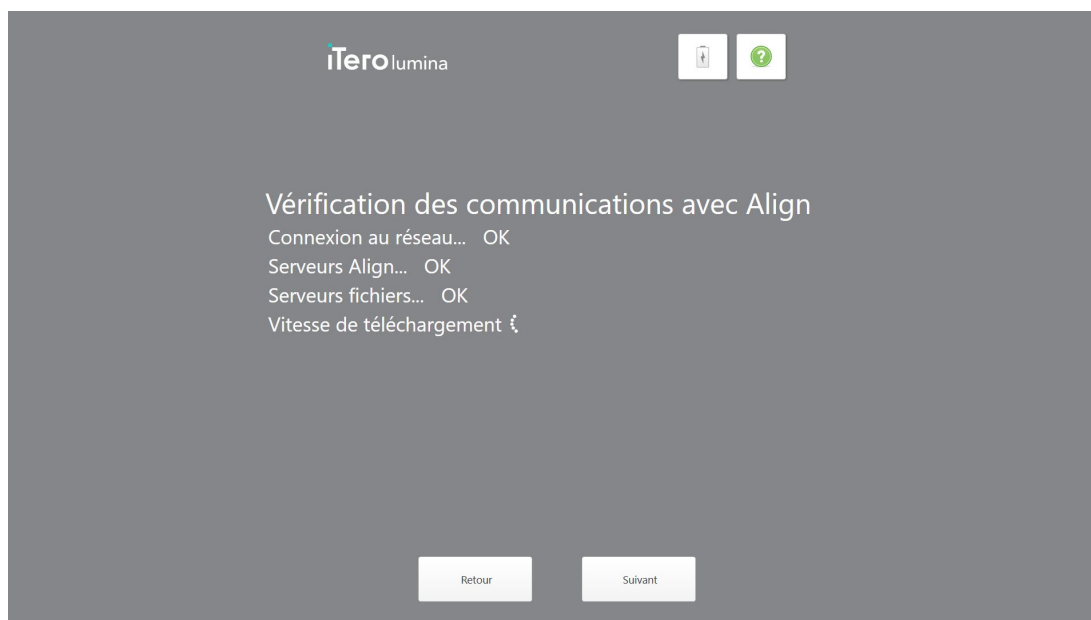 iTero lumina
Vérification des communications avec Align
Connexion au réseau... OK
Serveurs Align... OK
Serveurs fichiers... OK
Vitesse de téléchargement
Retour
Suivant